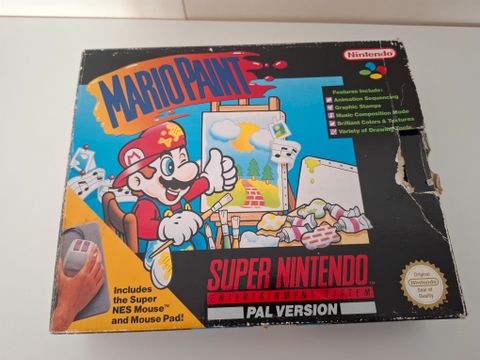 MARIO PAINT
Nintendo
Features Include:
Animation Sequencing
Graphic Stamps
Music Composition Mode
Brilliant Colors & Textures
Variety of Drawing Tools
M
Includes
the Super
NES Mouse™
and Mouse Pad!
SUPER NINTENDO
ENTERTAINMENT SYSTEM
PAL VERSION
Original
Nintendo
Seal of
Quality